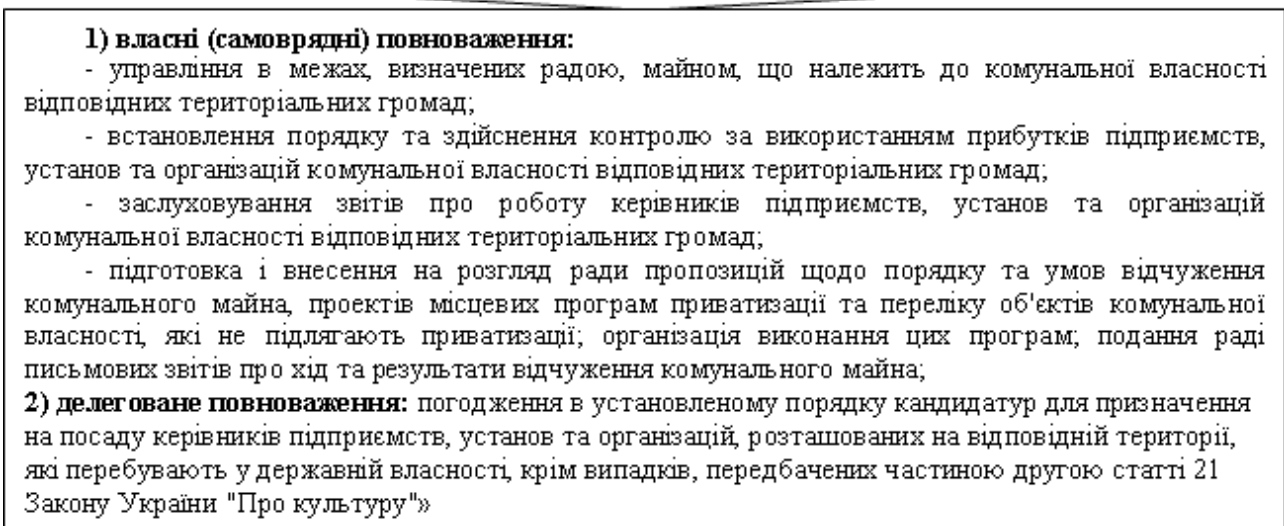 1) власні (самоврядні) повноваження:
- управління в межах, визначених радою, майном, що належить до комунальної власності
відповідних територіальних громад;
- встановлення порядку та здійснення контролю за використанням прибутків підприємств,
установ та організацій комунальної власності відповідних територіальних громад;
- заслуховування звітів про роботу керівників підприємств, установ та організацій
комунальної власності відповідних територіальних громад;
- підготовка і внесення на розгляд ради пропозицій щодо порядку та умов відчуження
комунального майна, проектів місцевих програм приватизації та переліку об'єктів комунальної
власності, які не підлягають приватизації; організація виконання цих програм; подання раді
письмових звітів про хід та результати відчуження комунального майна;
2) делеговане повноваження: погодження в установленому порядку кандидатур для призначення
на посаду керівників підприємств, установ та організацій, розташованих на відповідній території,
які перебувають у державній власності, крім випадків, передбачених частиною другою статті 21
Закону України "Про культуру"»